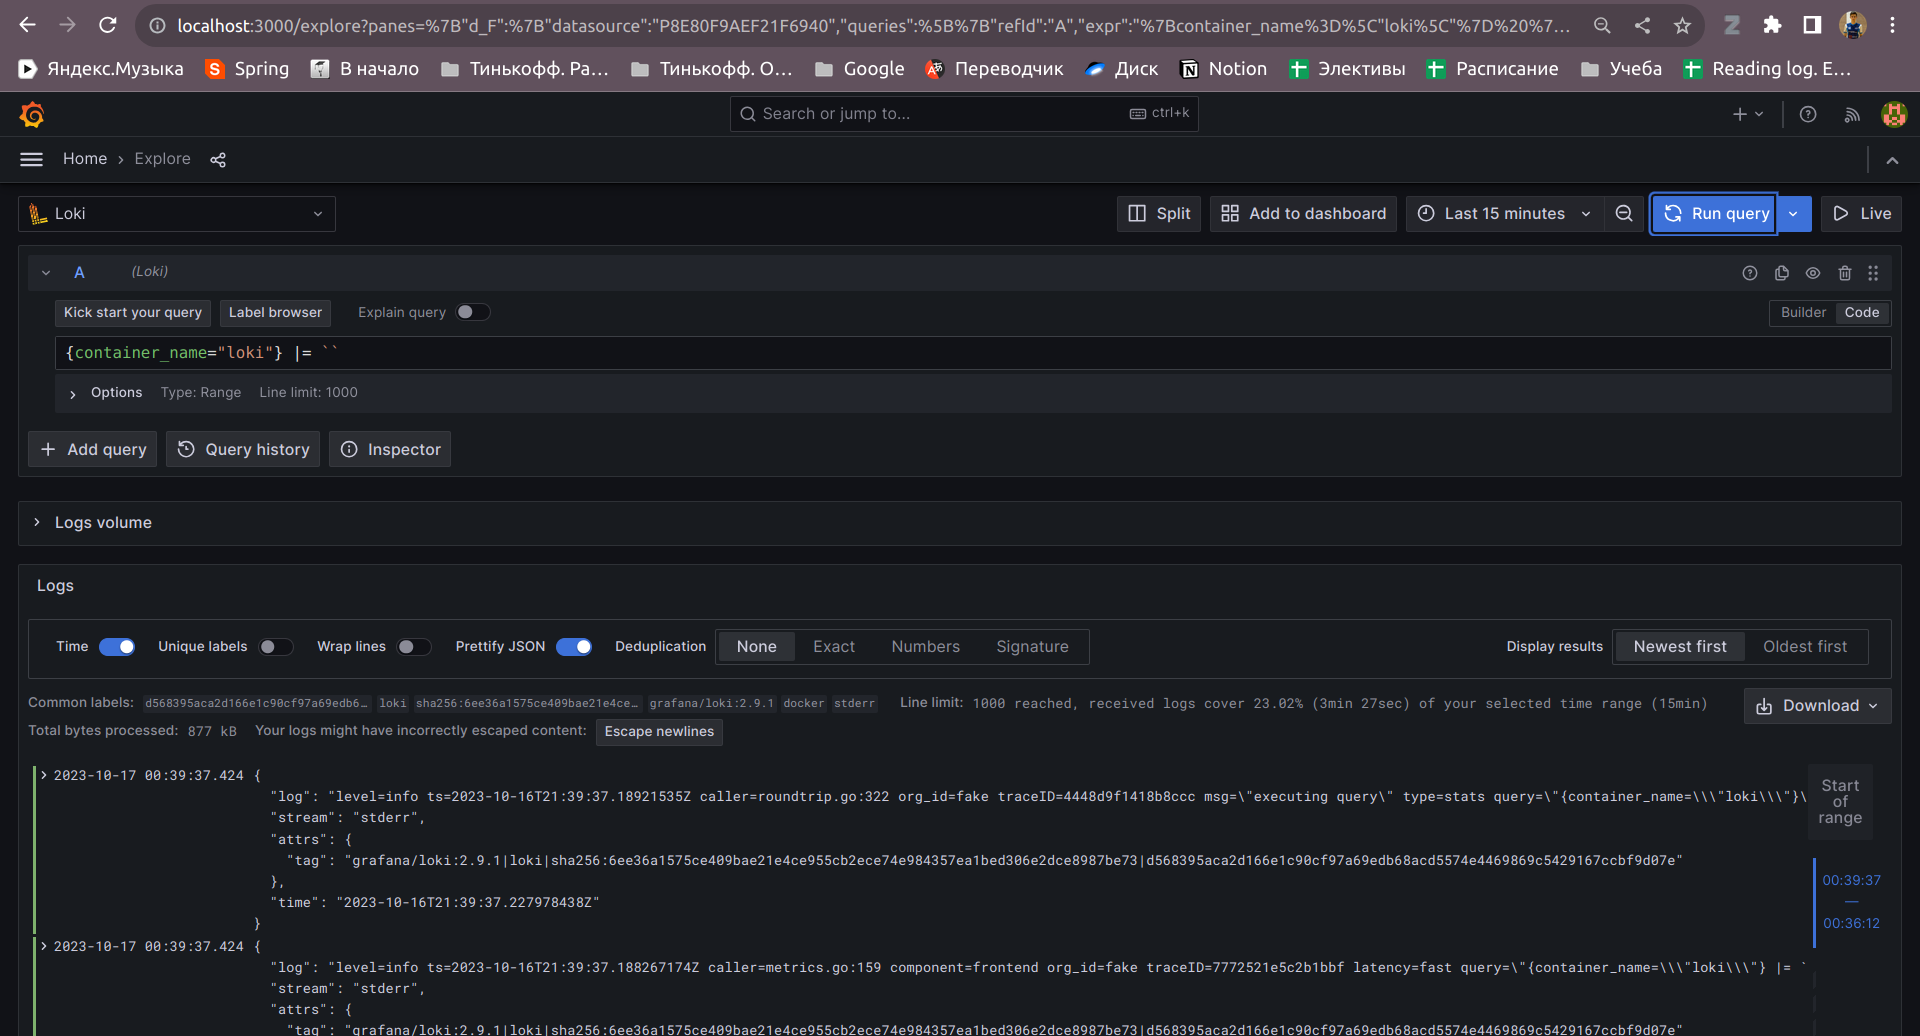 localhost:3000/explore?panes=%7B"d_F":%7B"datasource":"P8E80F9AEF21F6940","queries":%5B%7B"refId":"A","expr":"%7Bcontainer_name%3D%5C"loki%5C"%7D%20%7...
Яндекс.Музыка Spring В начало Тинькофф. Ра... Тинькофф. О... Google Переводчик Диск Notion Элективы Расписание Учеба Reading log. E...
Search or jump to... ctrl+k
Home › Explore
Loki Split Add to dashboard Last 15 minutes Run query Live
A (Loki)
Kick start your query Label browser Explain query Builder Code
{container_name="loki"} |= ``
Options Type: Range Line limit: 1000
+ Add query Query history Inspector
Logs volume
Logs
Time Unique labels Wrap lines Prettify JSON Deduplication None Exact Numbers Signature Display results Newest first Oldest first
Common labels: d568395aca2d166e1c90cf97a69edb6… loki sha256:6ee36a1575ce409bae21e4ce… grafana/loki:2.9.1 docker stderr Line limit: 1000 reached, received logs cover 23.02% (3min 27sec) of your selected time range (15min) Download
Total bytes processed: 877 kB Your logs might have incorrectly escaped content: Escape newlines
2023-10-17 00:39:37.424 {
"log": "level=info ts=2023-10-16T21:39:37.18921535Z caller=roundtrip.go:322 org_id=fake traceID=4448d9f1418b8ccc msg=\"executing query\" type=stats query=\"{container_name=\\\"loki\\\"}\
"stream": "stderr",
"attrs": {
"tag": "grafana/loki:2.9.1|loki|sha256:6ee36a1575ce409bae21e4ce955cb2ece74e984357ea1bed306e2dce8987be73|d568395aca2d166e1c90cf97a69edb68acd5574e4469869c5429167ccbf9d07e"
},
"time": "2023-10-16T21:39:37.227978438Z"
}
2023-10-17 00:39:37.424 {
"log": "level=info ts=2023-10-16T21:39:37.188267174Z caller=metrics.go:159 component=frontend org_id=fake traceID=7772521e5c2b1bbf latency=fast query=\"{container_name=\\\"loki\\\"} |= `
"stream": "stderr",
"attrs": {
"tag": "grafana/loki:2.9.1|loki|sha256:6ee36a1575ce409bae21e4ce955cb2ece74e984357ea1bed306e2dce8987be73|d568395aca2d166e1c90cf97a69edb68acd5574e4469869c5429167ccbf9d07e"
Start
of
range
00:39:37
—
00:36:12